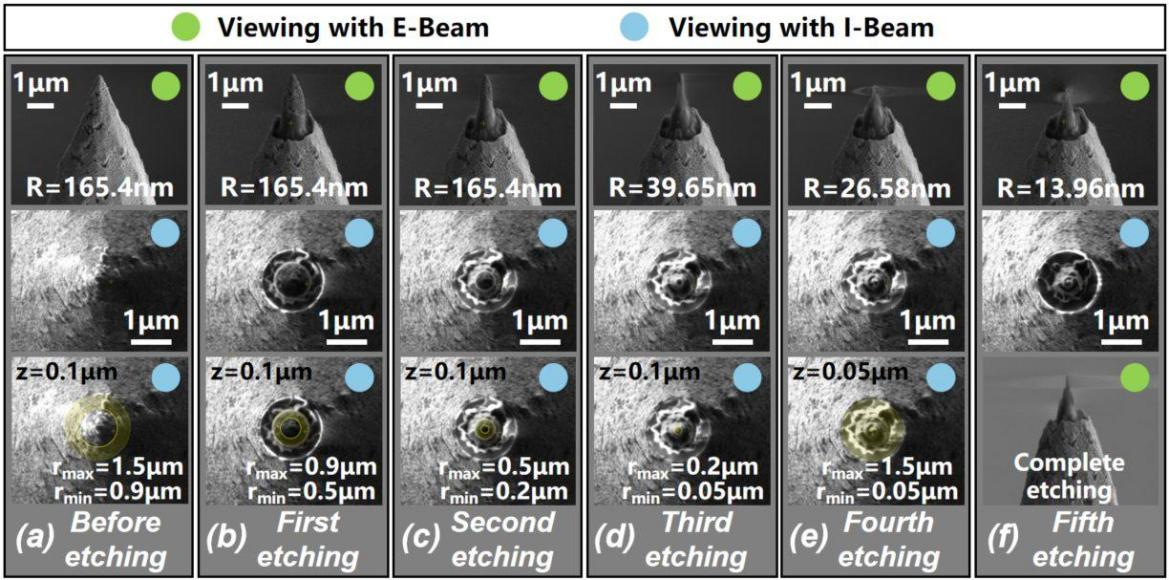 Viewing with E-Beam
Viewing with I-Beam
1μm
R=165.4nm
1μm
z=0.1μm
rmax=1.5μm
rmin=0.9μm
(a) Before
etching
1μm
R=165.4nm
1μm
z=0.1μm
rmax=0.9μm
rmin=0.5μm
(b) First
etching
1μm
R=165.4nm
1μm
z=0.1μm
rmax=0.5μm
rmin=0.2μm
(c) Second
etching
1μm
R=39.65nm
1μm
z=0.1μm
rmax=0.2μm
rmin=0.05μm
(d) Third
etching
1μm
R=26.58nm
1μm
z=0.05μm
rmax=1.5μm
rmin=0.05μm
(e) Fourth
etching
1μm
R=13.96nm
1μm
Complete
etching
(f) Fifth
etching